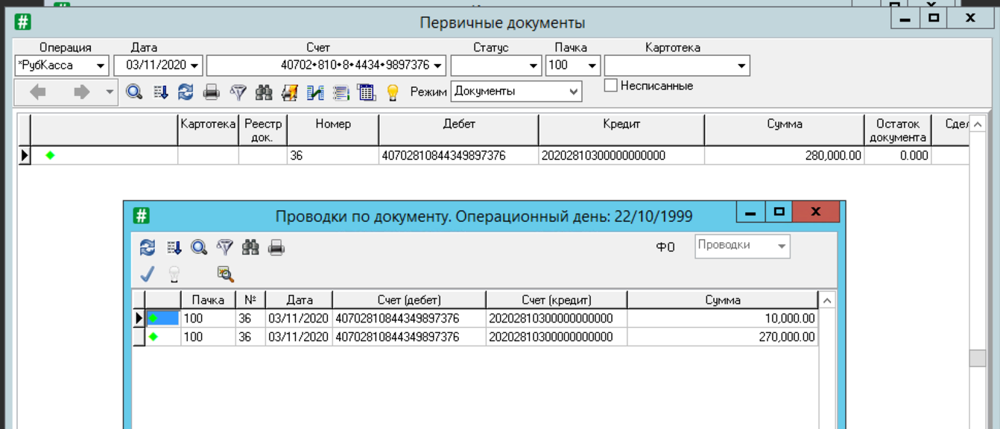 Первичные документы
Операция Дата Счет Статус Пачка Картотека
*РубКасса 03/11/2020 40702•810•8•4434•9897376 100
Режим Документы Несписанные
Картотека Реестр док. Номер Дебет Кредит Сумма Остаток документа Сдел
36 40702810844349897376 20202810300000000000 280,000.00 0.000
Проводки по документу. Операционный день: 22/10/1999
ФО Проводки
Пачка № Дата Счет (дебет) Счет (кредит) Сумма
100 36 03/11/2020 40702810844349897376 20202810300000000000 10,000.00
100 36 03/11/2020 40702810844349897376 20202810300000000000 270,000.00